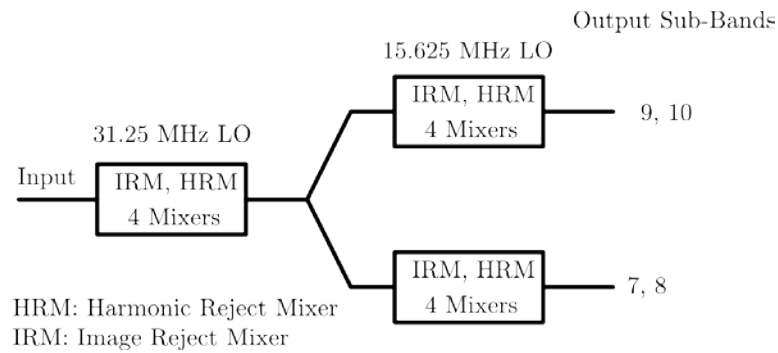 Output Sub-Bands
15.625 MHz LO
IRM, HRM
4 Mixers
9, 10
31.25 MHz LO
Input
IRM, HRM
4 Mixers
IRM, HRM
4 Mixers
7, 8
HRM: Harmonic Reject Mixer
IRM: Image Reject Mixer